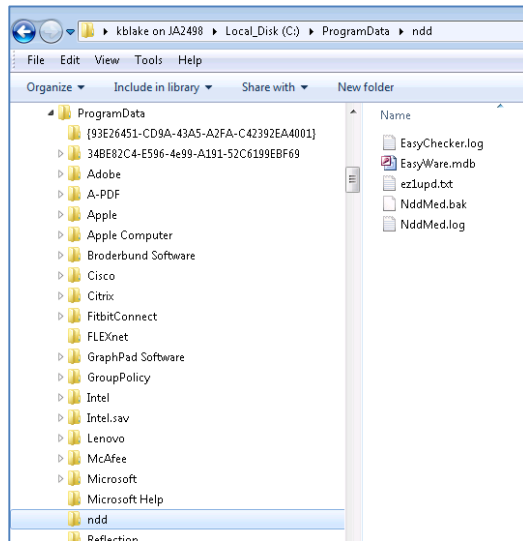 kblake on JA2498 ▸ Local_Disk (C:) ▸ ProgramData ▸ ndd
File Edit View Tools Help
Organize Include in library Share with New folder
ProgramData
{93E26451-CD9A-43A5-A2FA-C42392EA4001}
34BE82C4-E596-4e99-A191-52C6199EBF69
Adobe
A-PDF
Apple
Apple Computer
Broderbund Software
Cisco
Citrix
FitbitConnect
FLEXnet
GraphPad Software
GroupPolicy
Intel
Intel.sav
Lenovo
McAfee
Microsoft
Microsoft Help
ndd
Reflection
Name
EasyChecker.log
EasyWare.mdb
ez1upd.txt
NddMed.bak
NddMed.log